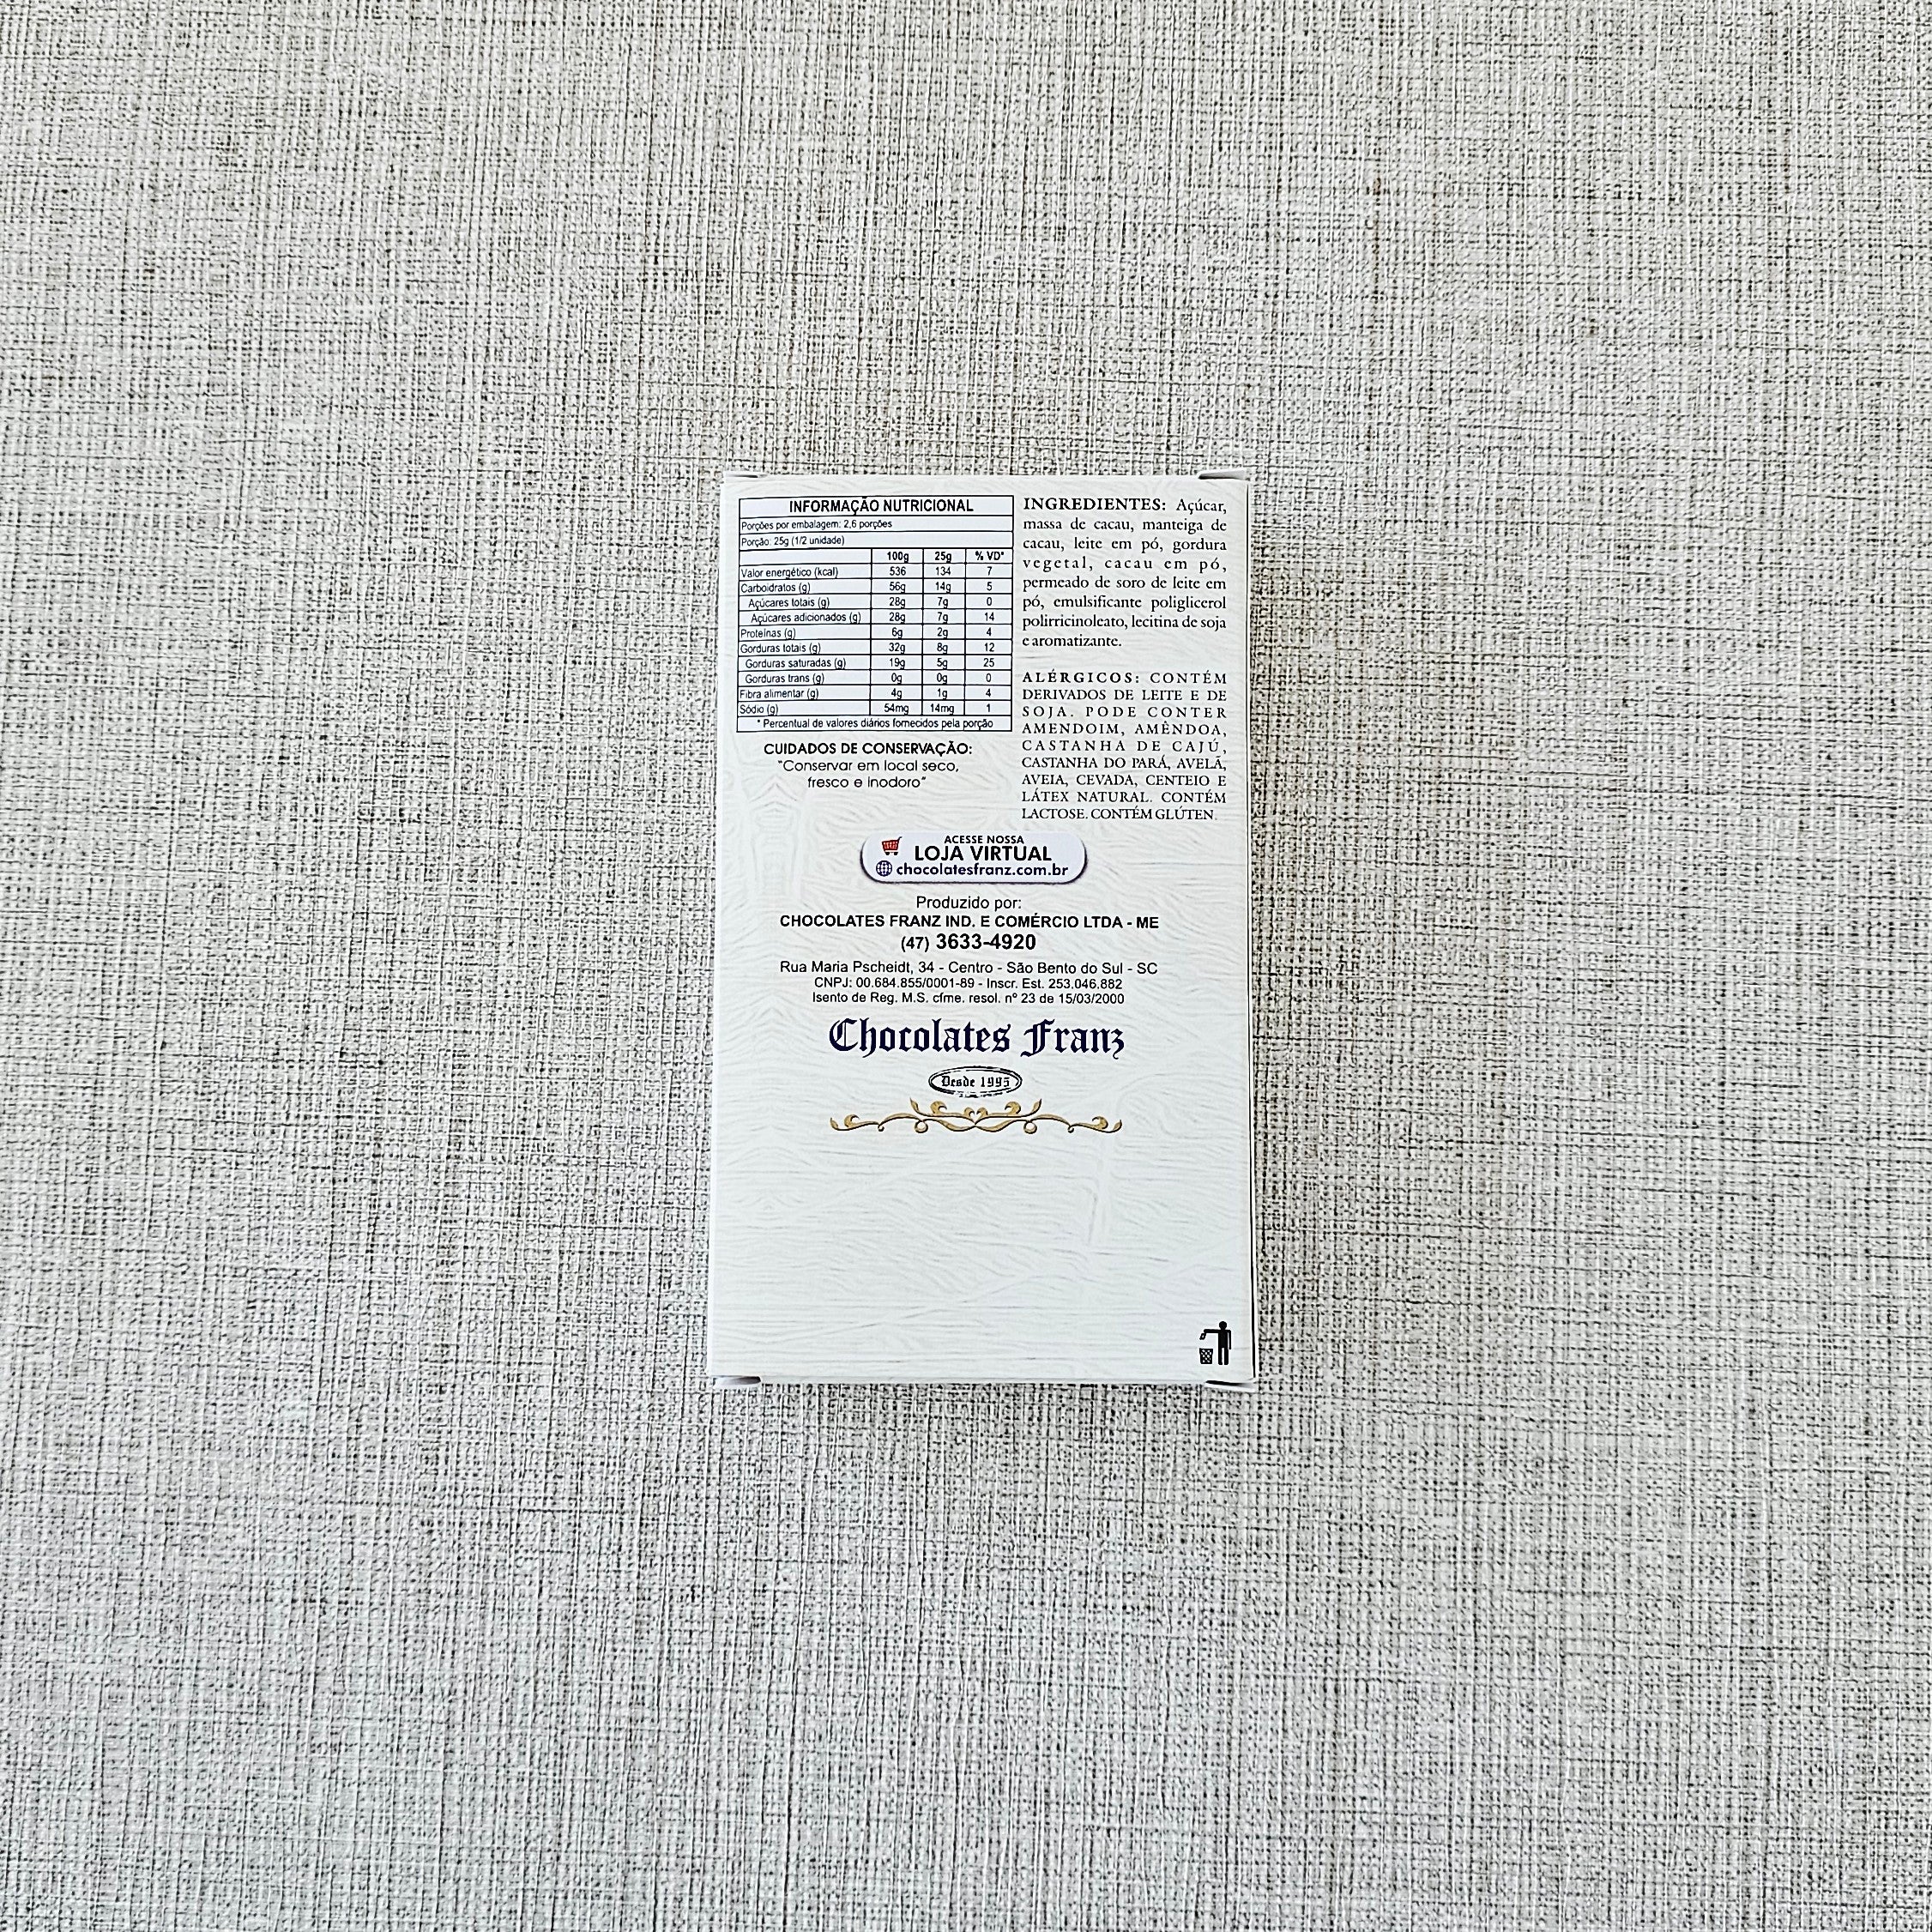 INFORMAÇÃO NUTRICIONAL
Porções por embalagem: 2,6 porções
Porção: 25g (1/2 unidade)
100g 25g % VD*
Valor energético (kcal) 536 134 7
Carboidratos (g) 56g 14g 5
Açúcares totais (g) 28g 7g 0
Açúcares adicionados (g) 28g 7g 14
Proteínas (g) 6g 2g 4
Gorduras totais (g) 32g 8g 12
Gorduras saturadas (g) 19g 5g 25
Gorduras trans (g) 0g 0g 0
Fibra alimentar (g) 4g 1g 4
Sódio (g) 54mg 14mg 1
* Percentual de valores diários fornecidos pela porção
CUIDADOS DE CONSERVAÇÃO:
"Conservar em local seco,
fresco e inodoro"
INGREDIENTES: Açúcar,
massa de cacau, manteiga de
cacau, leite em pó, gordura
vegetal, cacau em pó,
permeado de soro de leite em
pó, emulsificante poliglicerol
polirricinoleato, lecitina de soja
e aromatizante.
ALÉRGICOS: CONTÉM
DERIVADOS DE LEITE E DE
SOJA. PODE CONTER
AMENDOIM, AMÊNDOA,
CASTANHA DE CAJÚ,
CASTANHA DO PARÁ, AVELÃ,
AVEIA, CEVADA, CENTEIO E
LÁTEX NATURAL. CONTÉM
LACTOSE. CONTÉM GLÚTEN.
ACESSE NOSSA
LOJA VIRTUAL
chocolatesfranz.com.br
Produzido por:
CHOCOLATES FRANZ IND. E COMÉRCIO LTDA - ME
(47) 3633-4920
Rua Maria Pscheidt, 34 - Centro - São Bento do Sul - SC
CNPJ: 00.684.855/0001-89 - Inscr. Est. 253.046.882
Isento de Reg. M.S. cfme. resol. nº 23 de 15/03/2000
Chocolates Franz
Desde 1995